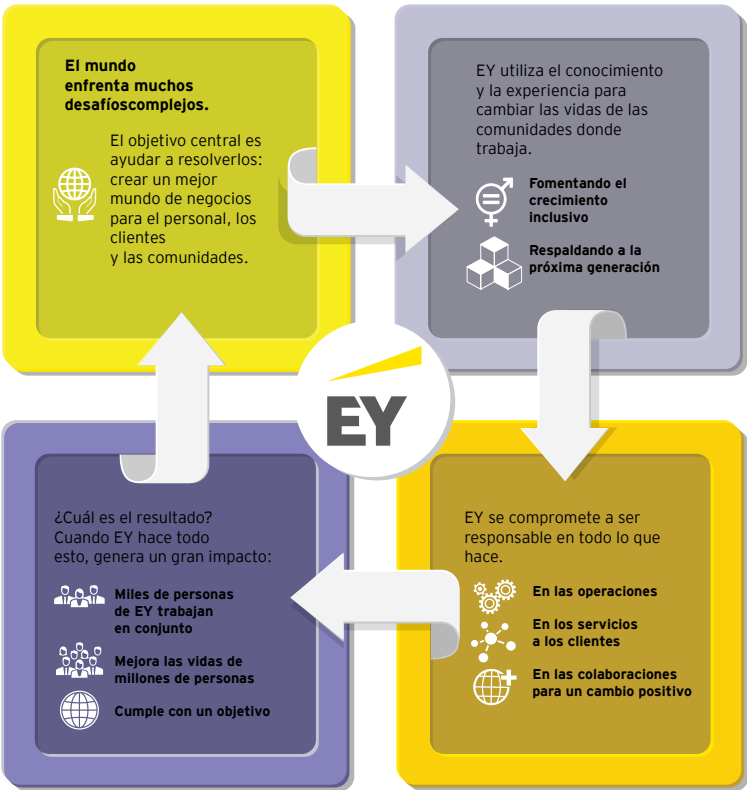 El mundo
enfrenta muchos
desafíoscomplejos.
El objetivo central es
ayudar a resolverlos:
crear un mejor
mundo de negocios
para el personal, los
clientes
y las comunidades.
EY utiliza el conocimiento
y la experiencia para
cambiar las vidas de las
comunidades donde
trabaja.
Fomentando el
crecimiento
inclusivo
Respaldando a la
próxima generación
EY
¿Cuál es el resultado?
Cuando EY hace todo
esto, genera un gran impacto:
Miles de personas
de EY trabajan
en conjunto
Mejora las vidas de
millones de personas
Cumple con un objetivo
EY se compromete a ser
responsable en todo lo que
hace.
En las operaciones
En los servicios
a los clientes
En las colaboraciones
para un cambio positivo